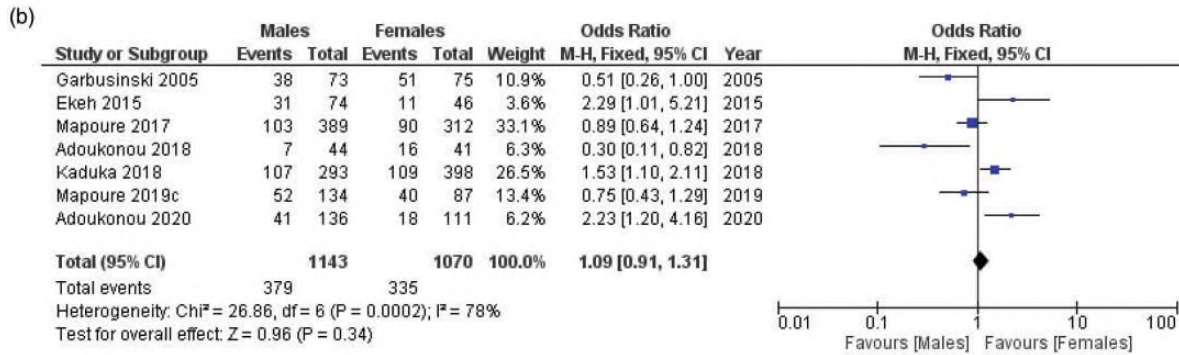 (b)
Males Females Odds Ratio Odds Ratio
Study or Subgroup Events Total Events Total Weight M-H, Fixed, 95% CI Year M-H, Fixed, 95% CI
Garbusinski 2005 38 73 51 75 10.9% 0.51 [0.26, 1.00] 2005
Ekeh 2015 31 74 11 46 3.6% 2.29 [1.01, 5.21] 2015
Mapoure 2017 103 389 90 312 33.1% 0.89 [0.64, 1.24] 2017
Adoukonou 2018 7 44 16 41 6.3% 0.30 [0.11, 0.82] 2018
Kaduka 2018 107 293 109 398 26.5% 1.53 [1.10, 2.11] 2018
Mapoure 2019c 52 134 40 87 13.4% 0.75 [0.43, 1.29] 2019
Adoukonou 2020 41 136 18 111 6.2% 2.23 [1.20, 4.16] 2020
Total (95% CI) 1143 1070 100.0% 1.09 [0.91, 1.31]
Total events 379 335
Heterogeneity: Chi² = 26.86, df = 6 (P = 0.0002); I² = 78%
Test for overall effect: Z = 0.96 (P = 0.34)
0.01 0.1 1 10 100
Favours [Males] Favours [Females]